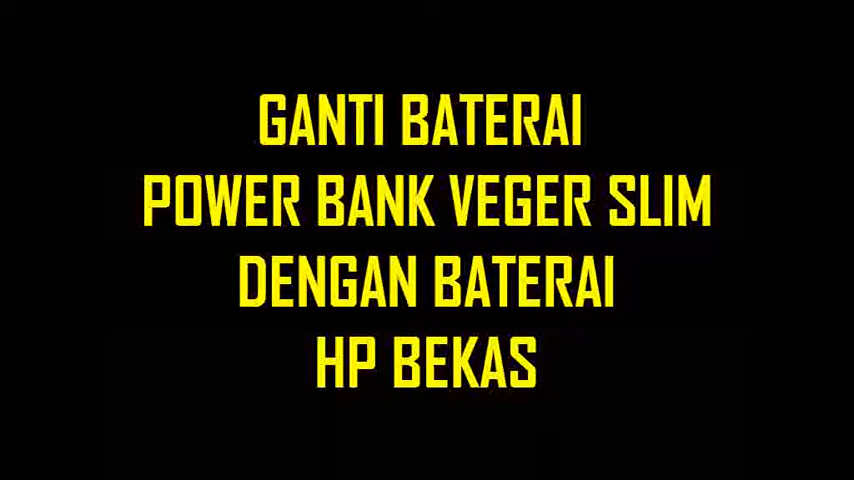 GANTI BATERAI
POWER BANK VEGER SLIM
DENGAN BATERAI
HP BEKAS